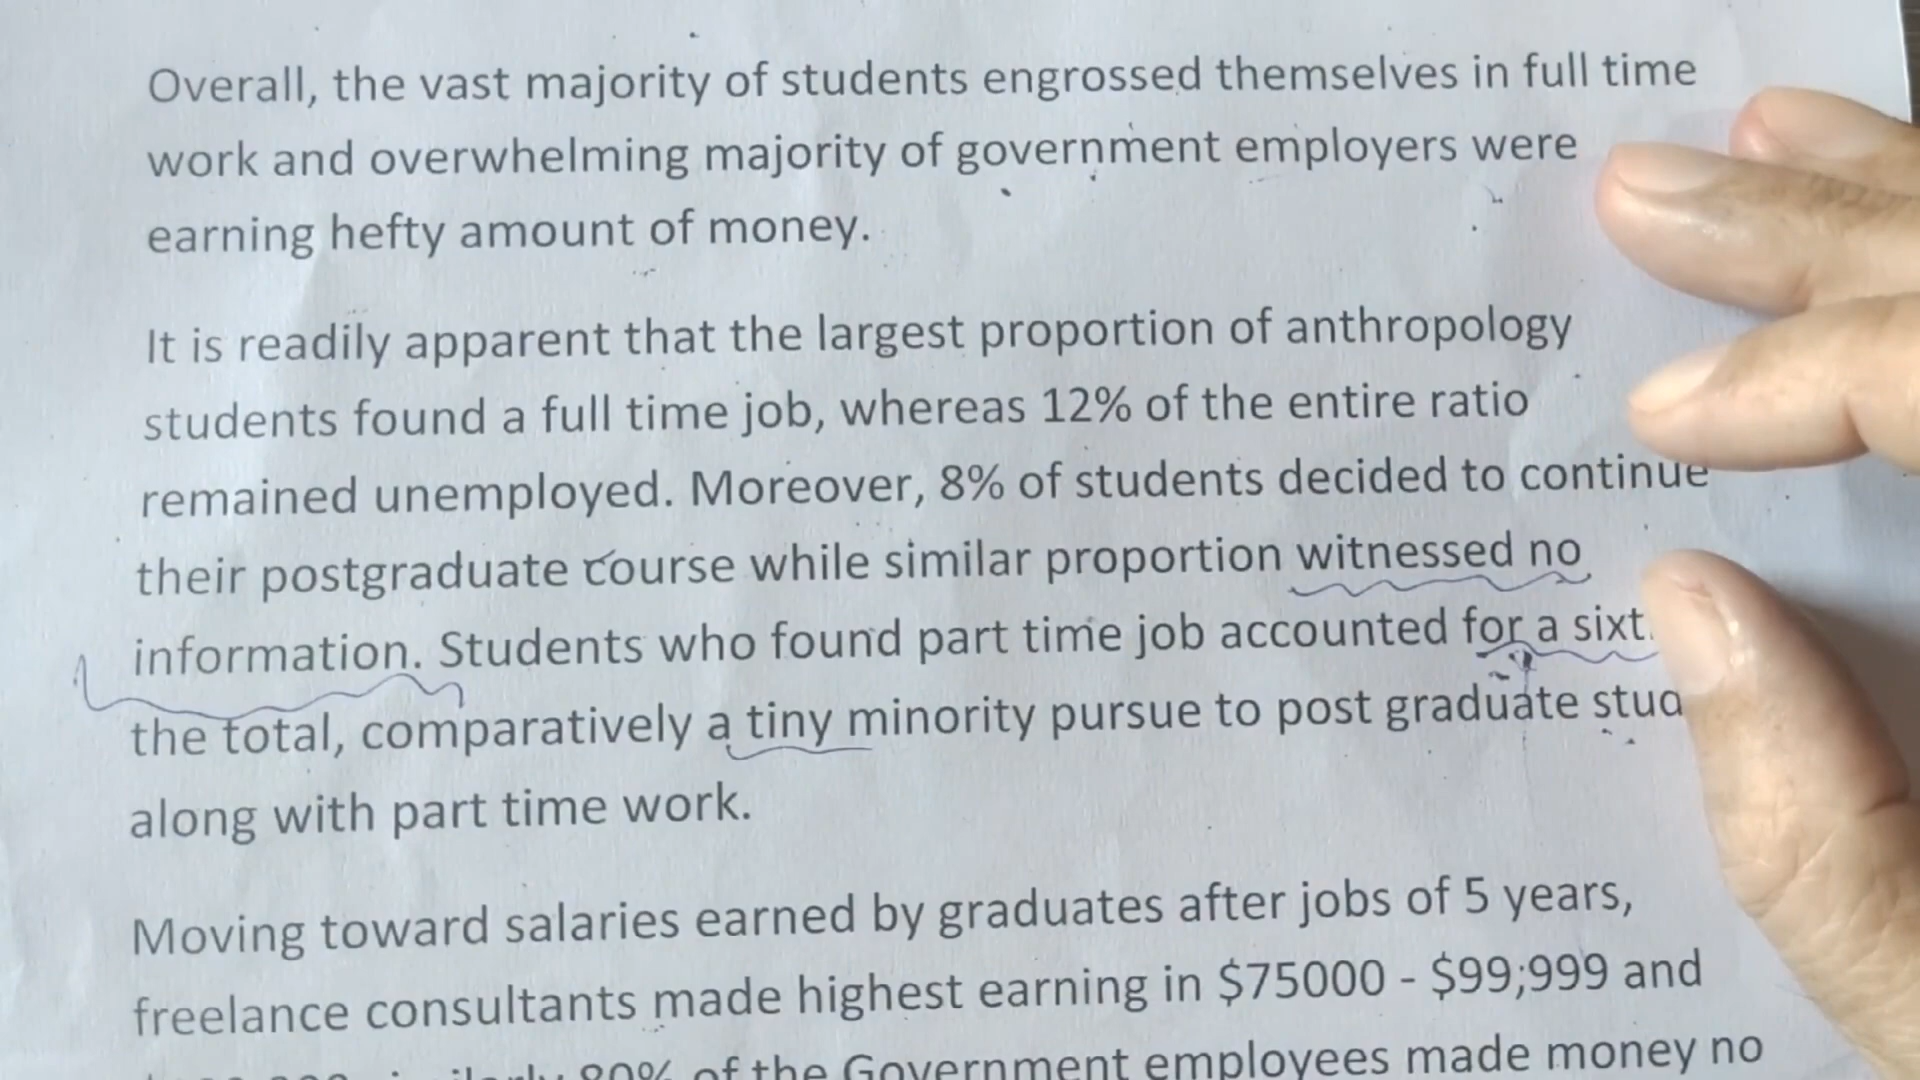 Overall, the vast majority of students engrossed themselves in full time
work and overwhelming majority of government employers were
earning hefty amount of money.
It is readily apparent that the largest proportion of anthropology
students found a full time job, whereas 12% of the entire ratio
remained unemployed. Moreover, 8% of students decided to continue
their postgraduate course while similar proportion witnessed no
information. Students who found part time job accounted for a
the total, comparatively a tiny minority pursue to post graduate
along with part time work.
Moving toward salaries earned by graduates after jobs of 5 years,
freelance consultants made highest earning in $75000 - $99;999 and
80% of the Government employees made money no